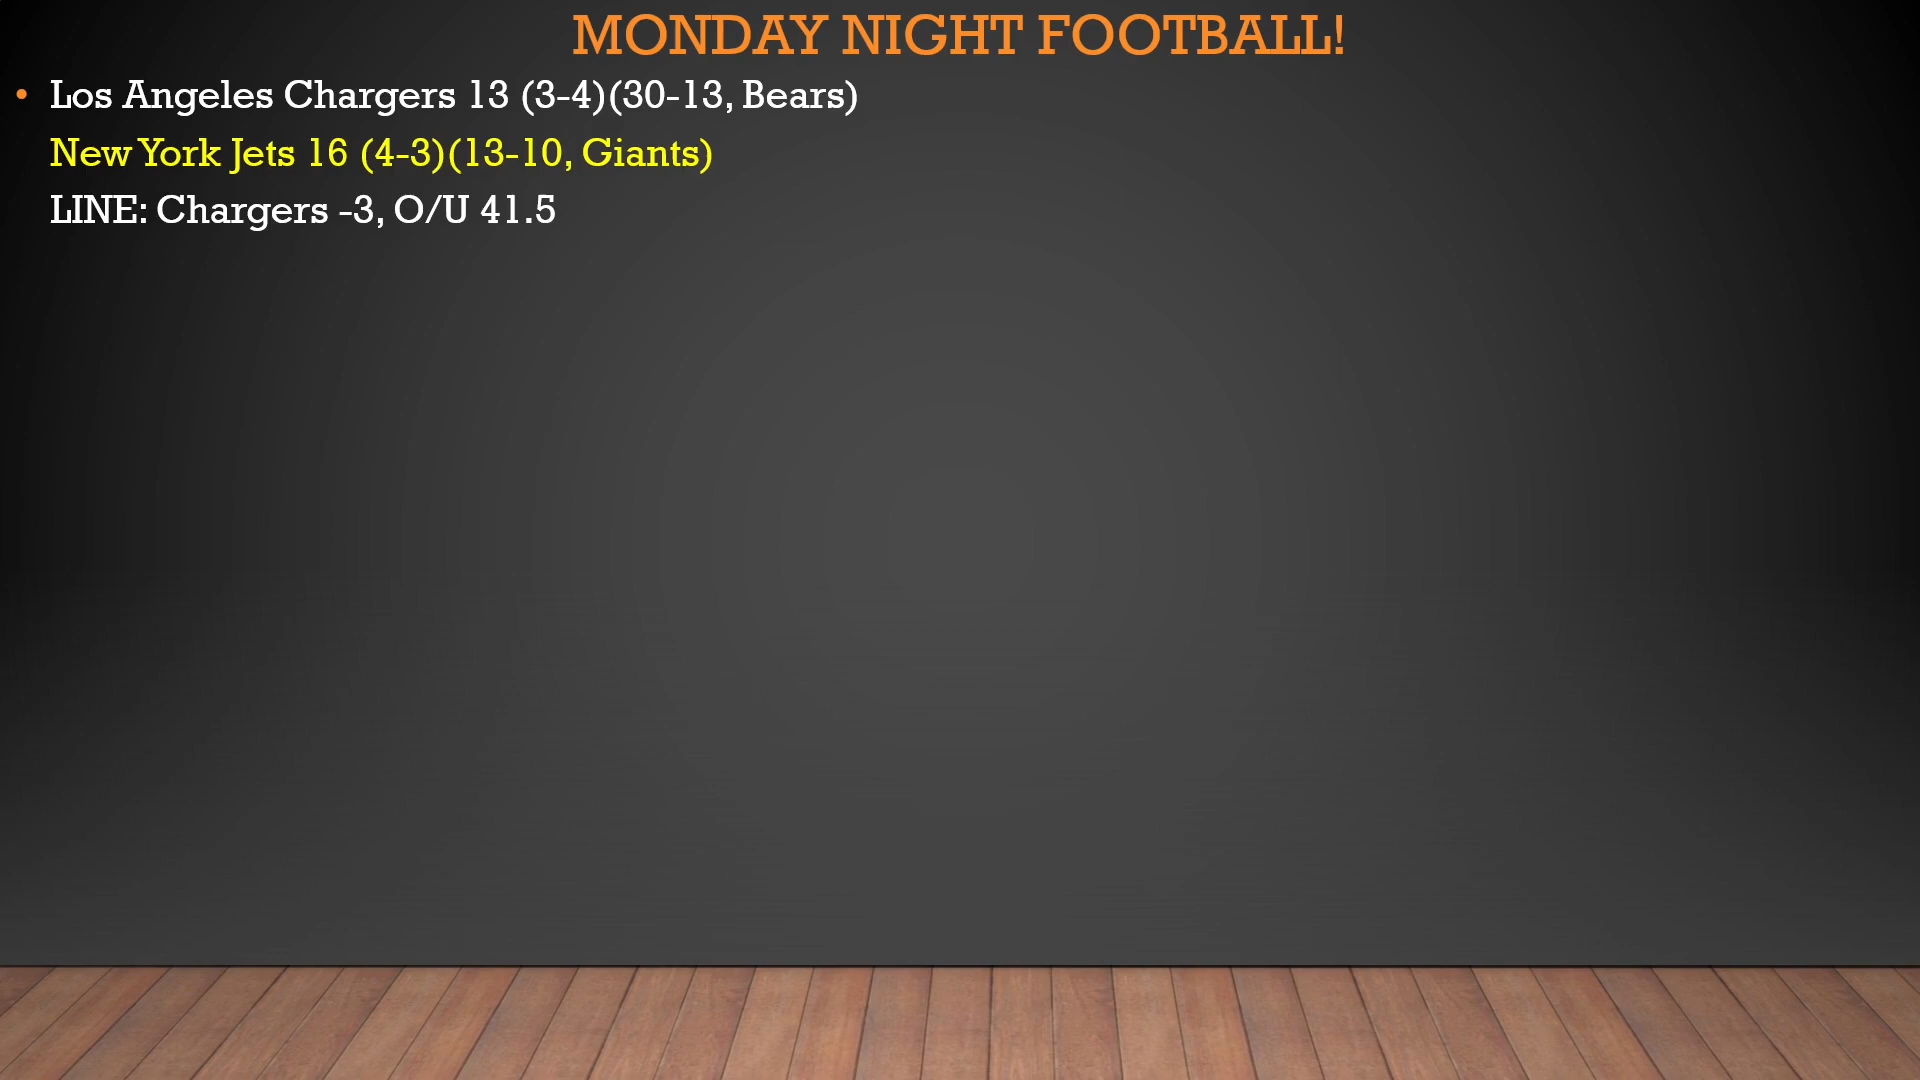 MONDAY NIGHT FOOTBALL!
• Los Angeles Chargers 13 (3-4)(30-13, Bears)
New York Jets 16 (4-3)(13-10, Giants)
LINE: Chargers -3, O/U 41.5